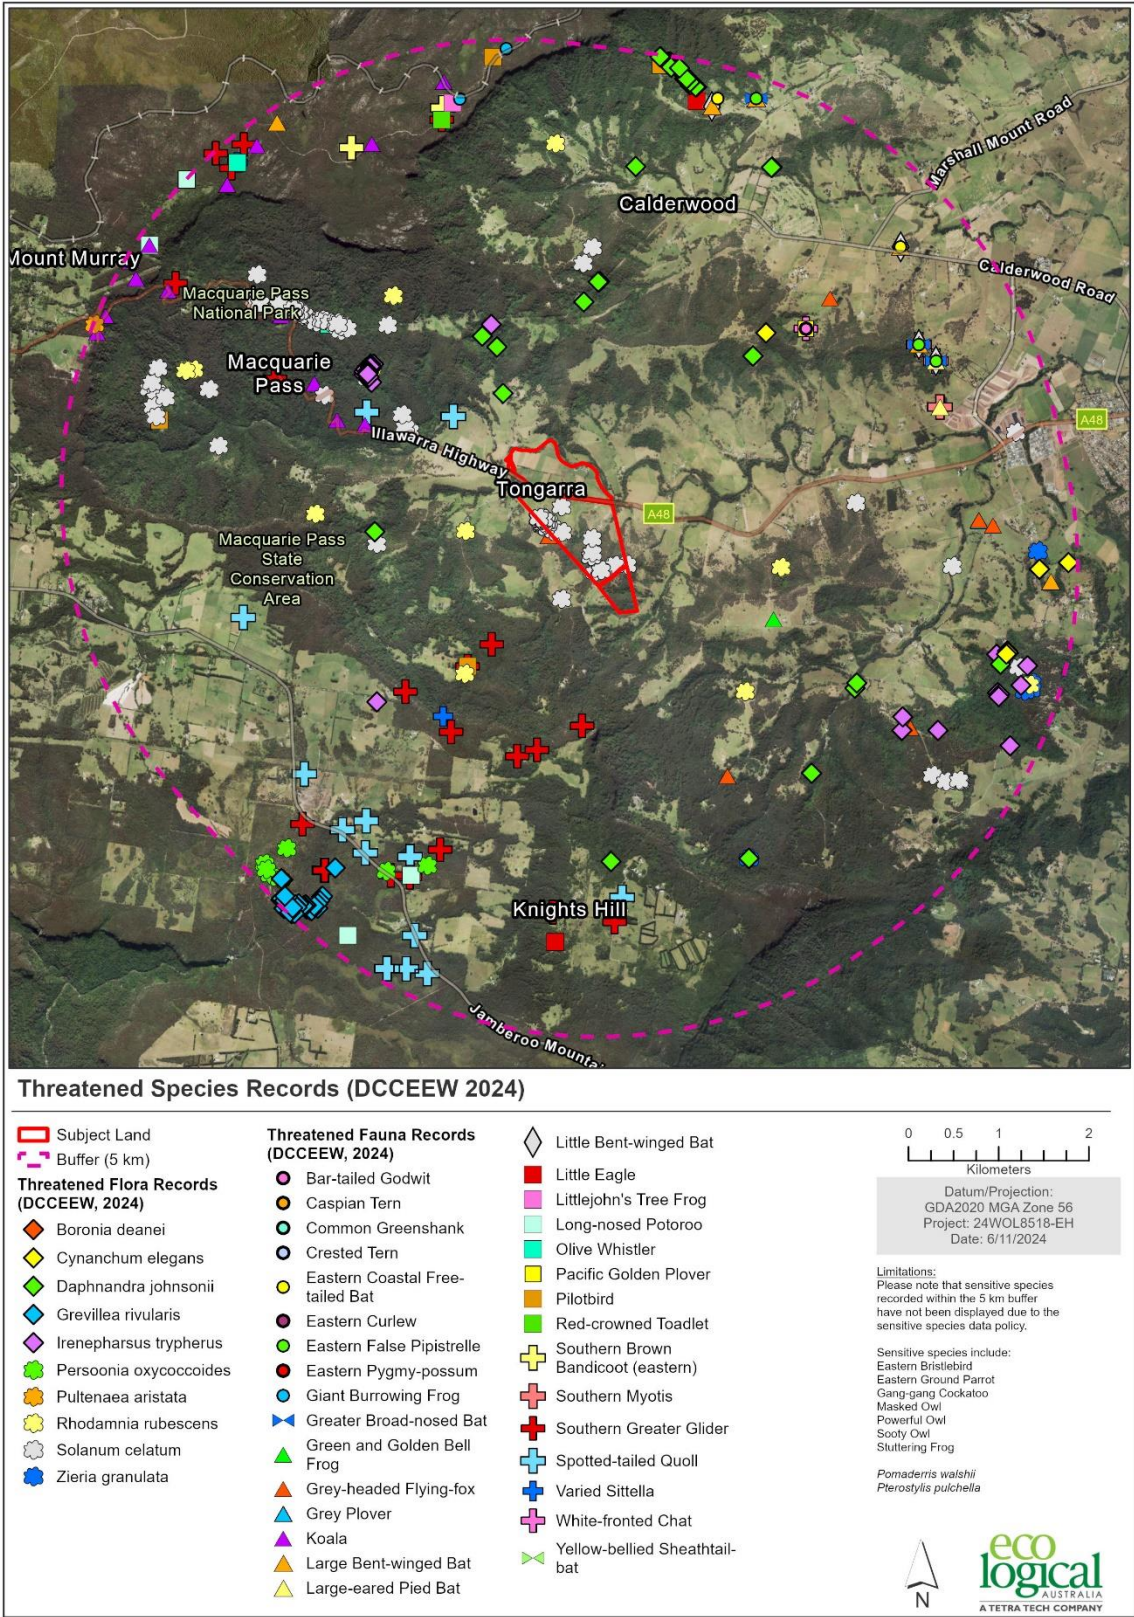 Marshall Mount Road
Calderwood
Mount Murray
Calderwood Road
Macquarie Pass
National Park
Macquarie
Pass
A48
Illawarra Highway
Tongarra
A48
Macquarie Pass
State
Conservation
Area
Knights Hill
Jamberoo Mountai
Threatened Species Records (DCCEEW 2024)
Subject Land
Buffer (5 km)
Threatened Flora Records
(DCCEEW, 2024)
Boronia deanei
Cynanchum elegans
Daphnandra johnsonii
Grevillea rivularis
Irenepharsus trypherus
Persoonia oxycoccoides
Pultenaea aristata
Rhodamnia rubescens
Solanum celatum
Zieria granulata
Threatened Fauna Records
(DCCEEW, 2024)
Bar-tailed Godwit
Caspian Tern
Common Greenshank
Crested Tern
Eastern Coastal Free-
tailed Bat
Eastern Curlew
Eastern False Pipistrelle
Eastern Pygmy-possum
Giant Burrowing Frog
Greater Broad-nosed Bat
Green and Golden Bell
Frog
Grey-headed Flying-fox
Grey Plover
Koala
Large Bent-winged Bat
Large-eared Pied Bat
Little Bent-winged Bat
Little Eagle
Littlejohn's Tree Frog
Long-nosed Potoroo
Olive Whistler
Pacific Golden Plover
Pilotbird
Red-crowned Toadlet
Southern Brown
Bandicoot (eastern)
Southern Myotis
Southern Greater Glider
Spotted-tailed Quoll
Varied Sittella
White-fronted Chat
Yellow-bellied Sheathtail-
bat
0 0.5 1 2
Kilometers
Datum/Projection:
GDA2020 MGA Zone 56
Project: 24WOL8518-EH
Date: 6/11/2024
Limitations:
Please note that sensitive species
recorded within the 5 km buffer
have not been displayed due to the
sensitive species data policy.
Sensitive species include:
Eastern Bristlebird
Eastern Ground Parrot
Gang-gang Cockatoo
Masked Owl
Powerful Owl
Sooty Owl
Stuttering Frog
Pomaderris walshii
Pterostylis pulchella
N
eco
logical
AUSTRALIA
A TETRA TECH COMPANY